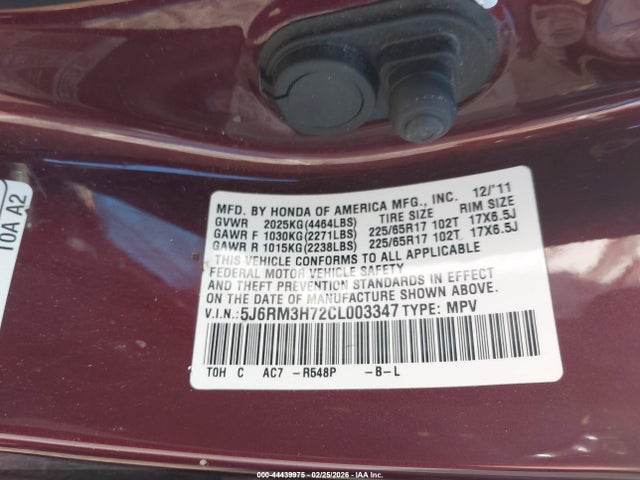 MFD. BY HONDA OF AMERICA MFG., INC. 12/'11
GVWR 2025KG(4464LBS) TIRE SIZE RIM SIZE
GAWR F 1030KG(2271LBS) 225/65R17 102T 17X6.5J
GAWR R 1015KG(2238LBS) 225/65R17 102T 17X6.5J
THIS VEHICLE CONFORMS TO ALL APPLICABLE
FEDERAL MOTOR VEHICLE SAFETY
AND THEFT PREVENTION STANDARDS IN EFFECT
ON THE DATE OF MANUFACTURE SHOWN ABOVE.
V.I.N.: 5J6RM3H72CL003347 TYPE: MPV
TOH C AC7 -R548P -B-L
TOA A2
000- 44439975 - 02/25/2026 - IAA Inc.